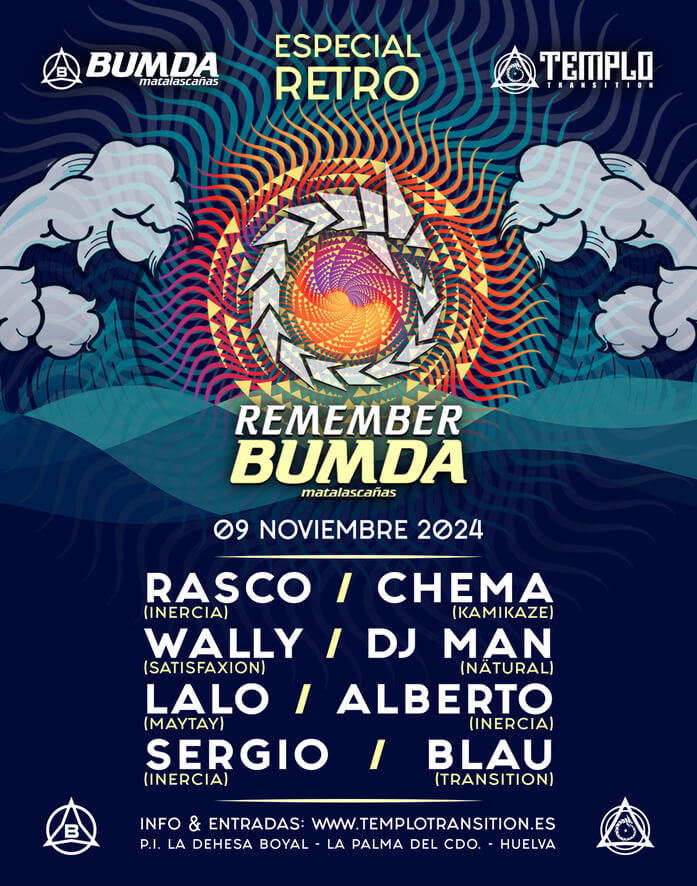 BUMDA
matalascañas
ESPECIAL
RETRO
TEMPLO
TRANSITION
REMEMBER
BUMDA
matalascañas
09 NOVIEMBRE 2024
RASCO / CHEMA
(INERCIA) (KAMIKAZE)
WALLY / DJ MAN
(SATISFAXION) (NÄTURAL)
LALO / ALBERTO
(MAYTAY) (INERCIA)
SERGIO / BLAU
(INERCIA) (TRANSITION)
B
INFO & ENTRADAS: WWW.TEMPLOTRANSITION.ES
P.I. LA DEHESA BOYAL - LA PALMA DEL CDO. - HUELVA